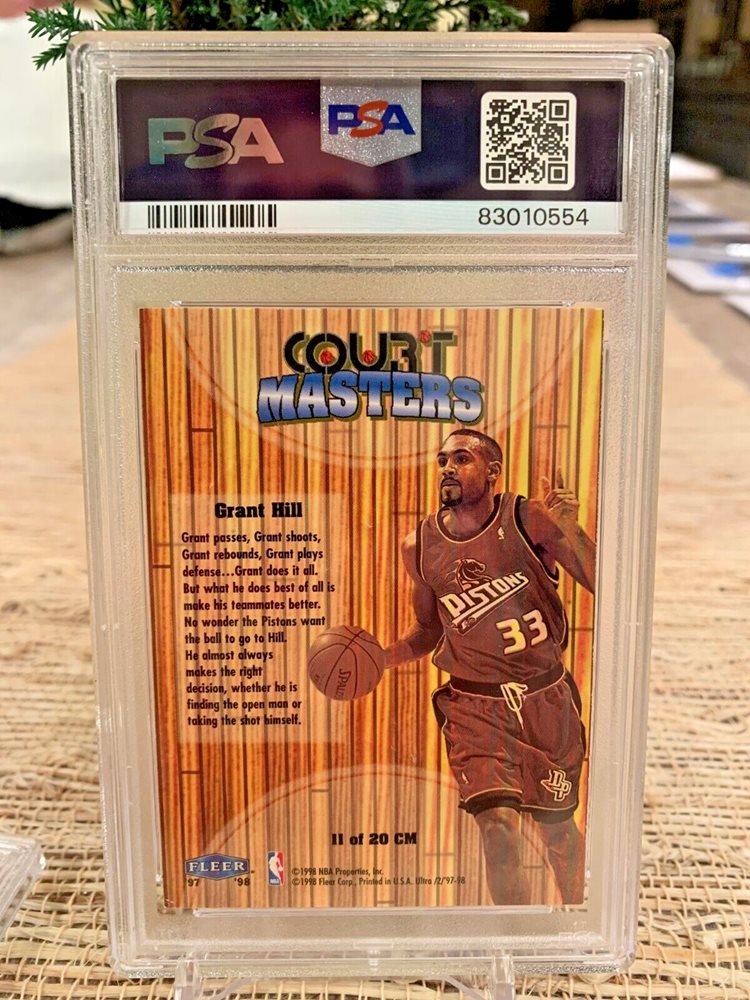 PSA
PSA
83010554
COURT
MASTERS
Grant Hill
Grant passes, Grant shoots,
Grant rebounds, Grant plays
defense...Grant does it all.
But what he does best of all is
make his teammates better.
No wonder the Pistons want
the ball to go to Hill.
He almost always
makes the right
decision, whether he is
finding the open man or
taking the shot himself.
PISTONS
33
SPALDING
DP
11 of 20 CM
FLEER
'97 '98
NBA
©1998 NBA Properties, Inc.
©1998 Fleer Corp., Printed in U.S.A. Ultra /2/'97-98